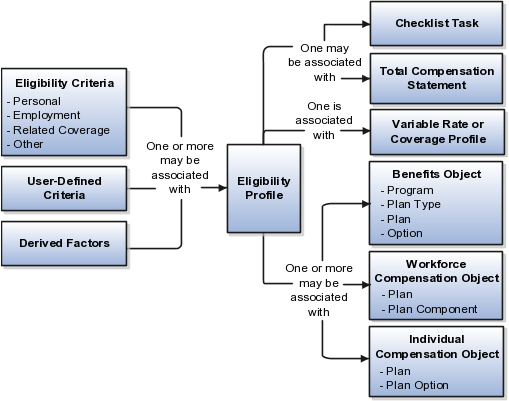 Eligibility Criteria
- Personal
- Employment
- Related Coverage
- Other
User-Defined
Criteria
Derived Factors
One or more
may be
associated
with
Eligibility
Profile
One may
be associated
with
One is
associated
with
One or more
may be
associated
with
Checklist Task
Total Compensation
Statement
Variable Rate or
Coverage Profile
Benefits Object
- Program
- Plan Type
- Plan
- Option
Workforce
Compensation Object
- Plan
- Plan Component
Individual
Compensation Object
- Plan
- Plan Option